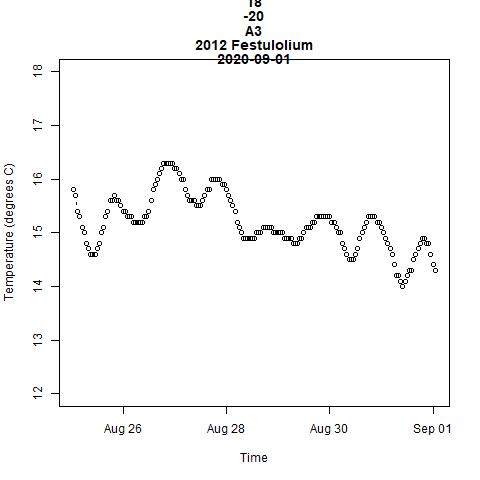 18
-20
A3
2012 Festulolium
2020-09-01
18
17
16
15
14
13
12
Temperature (degrees C)
Aug 26
Aug 28
Aug 30
Sep 01
Time